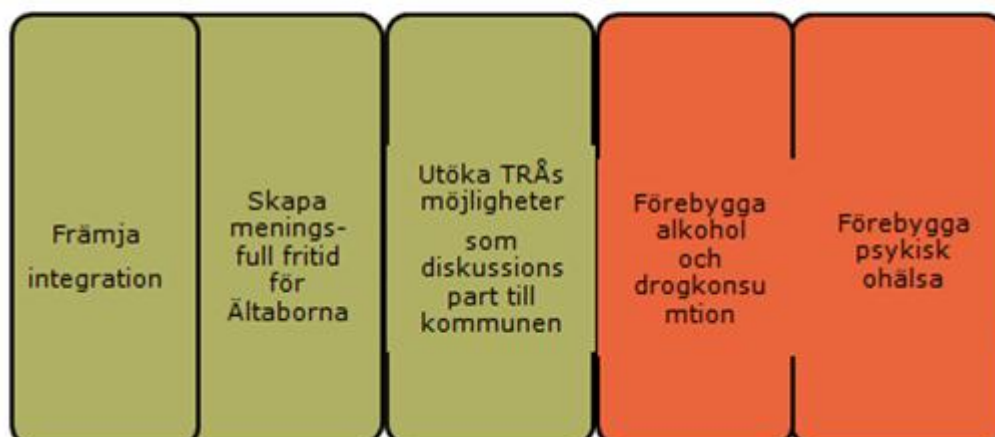 Främja
integration
Skapa
menings-
full fritid
för
Ältaborna
Utöka TRÅs
möjligheter
som
diskussions
part till
kommunen
Förebygga
alkohol
och
drogkonsu
mtion
Förebygga
psykisk
ohälsa